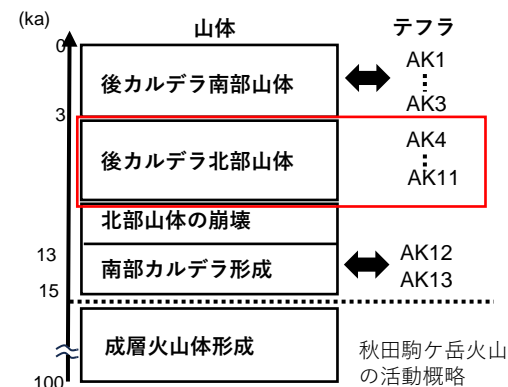 (ka)
山体
テフラ
0
後カルデラ南部山体
AK1
AK3
3
後カルデラ北部山体
AK4
AK11
北部山体の崩壊
13
南部カルデラ形成
AK12
AK13
15
成層火山体形成
秋田駒ケ岳火山
の活動概略
100